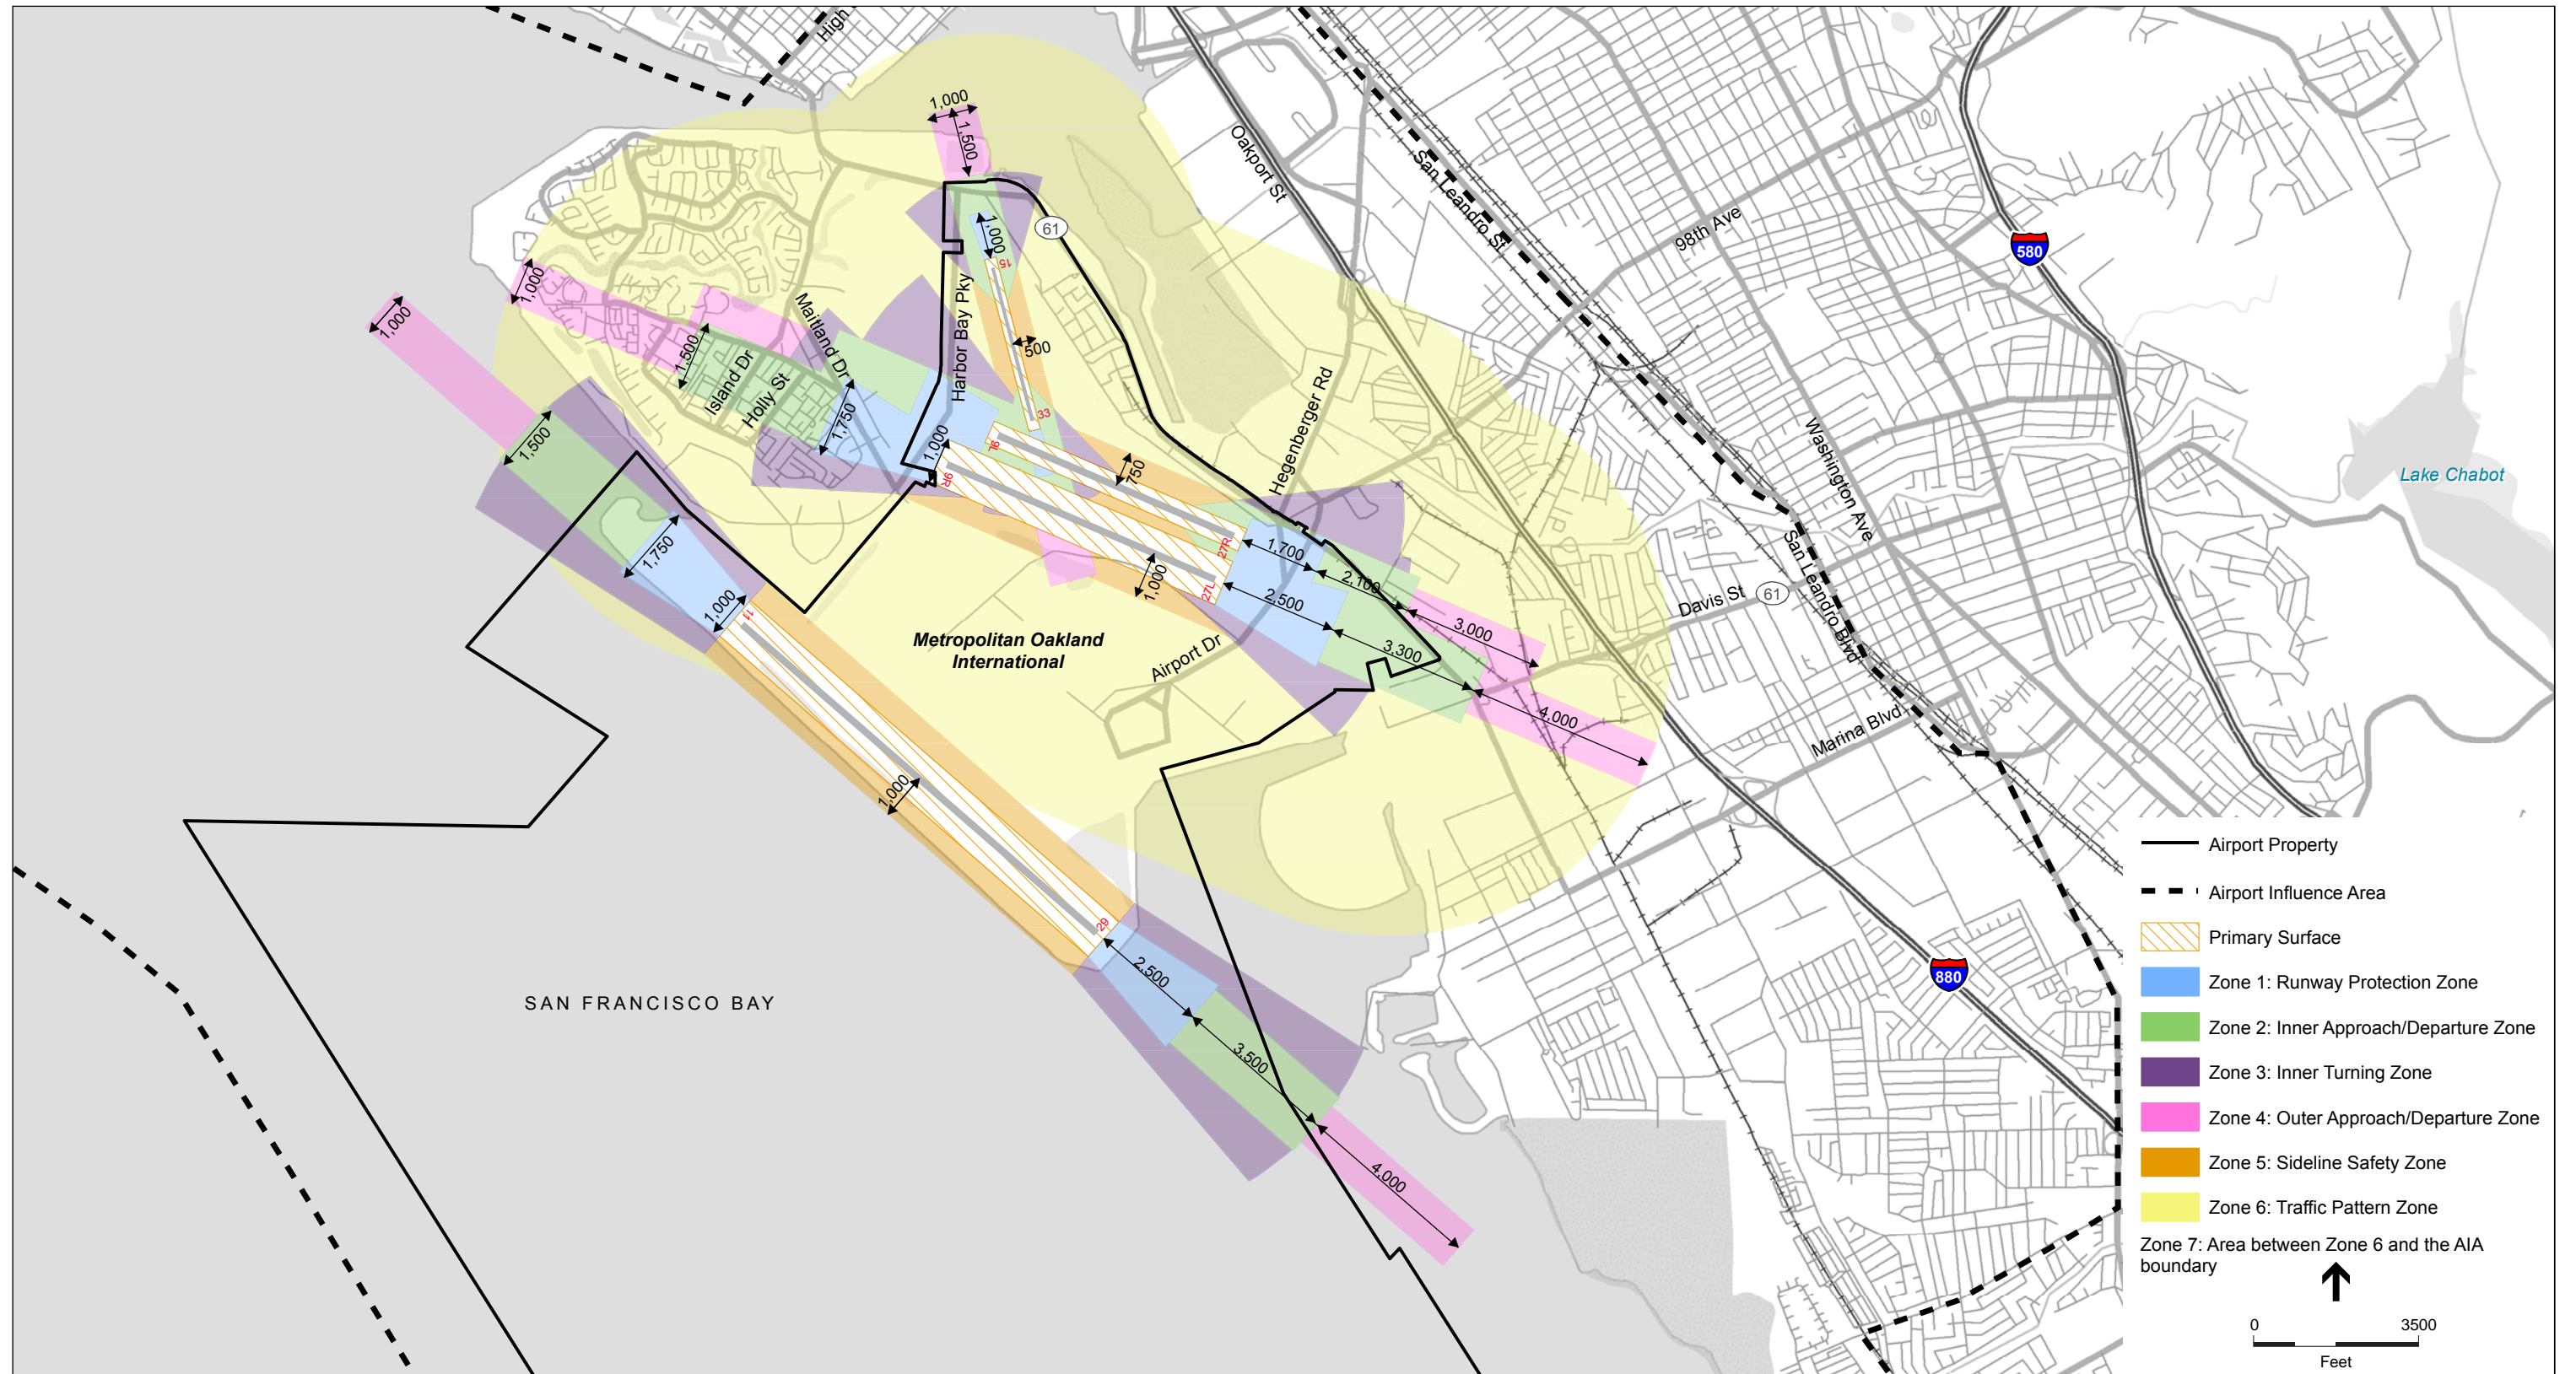 High
1,000
1,500
61
Oakport St
San Leandro St
98th Ave
580
1,000
15
1,000
1,000
Maitland Dr
Harbor Bay Pky
500
1,500
Island Dr
Holly St
1,750
33
Hegenberger Rd
Washington Ave
Lake Chabot
1,500
1,000
9L
9R
750
1,750
27R
1,700
2,100
27L
1,000
2,500
3,000
3,300
4,000
Davis St
61
San Leandro Blvd
Marina Blvd
1,000
11
Metropolitan Oakland
International
Airport Dr
1,000
29
2,500
3,500
4,000
SAN FRANCISCO BAY
880
Airport Property
Airport Influence Area
Primary Surface
Zone 1: Runway Protection Zone
Zone 2: Inner Approach/Departure Zone
Zone 3: Inner Turning Zone
Zone 4: Outer Approach/Departure Zone
Zone 5: Sideline Safety Zone
Zone 6: Traffic Pattern Zone
Zone 7: Area between Zone 6 and the AIA
boundary
0 3500
Feet